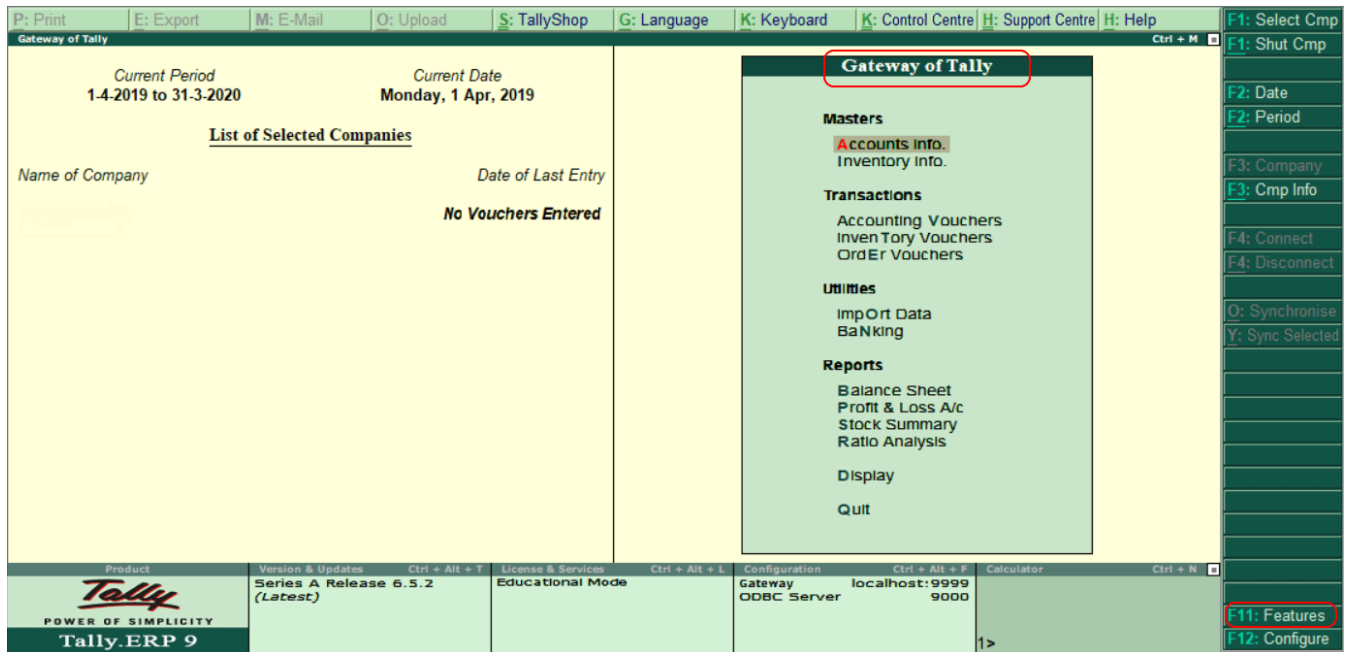 P: Print E: Export M: E-Mail O: Upload S: TallyShop G: Language K: Keyboard K: Control Centre H: Support Centre H: Help
Gateway of Tally Ctrl + M
Current Period Current Date
1-4-2019 to 31-3-2020 Monday, 1 Apr, 2019
List of Selected Companies
Name of Company Date of Last Entry
No Vouchers Entered
Gateway of Tally
Masters
Accounts Info.
Inventory Info.
Transactions
Accounting Vouchers
InvenTory Vouchers
OrdEr Vouchers
Utilities
ImpOrt Data
BaNking
Reports
Balance Sheet
Profit & Loss A/c
Stock Summary
Ratio Analysis
Display
Quit
F1: Select Cmp
F1: Shut Cmp
F2: Date
F2: Period
F3: Company
F3: Cmp Info
F4: Connect
F4: Disconnect
O: Synchronise
Y: Sync Selected
F11: Features
F12: Configure
Product
Tally
POWER OF SIMPLICITY
Tally.ERP 9
Version & Updates Ctrl + Alt + T
Series A Release 6.5.2
(Latest)
License & Services Ctrl + Alt + L
Educational Mode
Configuration Ctrl + Alt + F
Gateway localhost:9999
ODBC Server 9000
Calculator Ctrl + N
1>